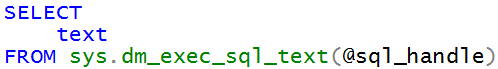 SELECT
    text
FROM sys.dm_exec_sql_text(@sql_handle)